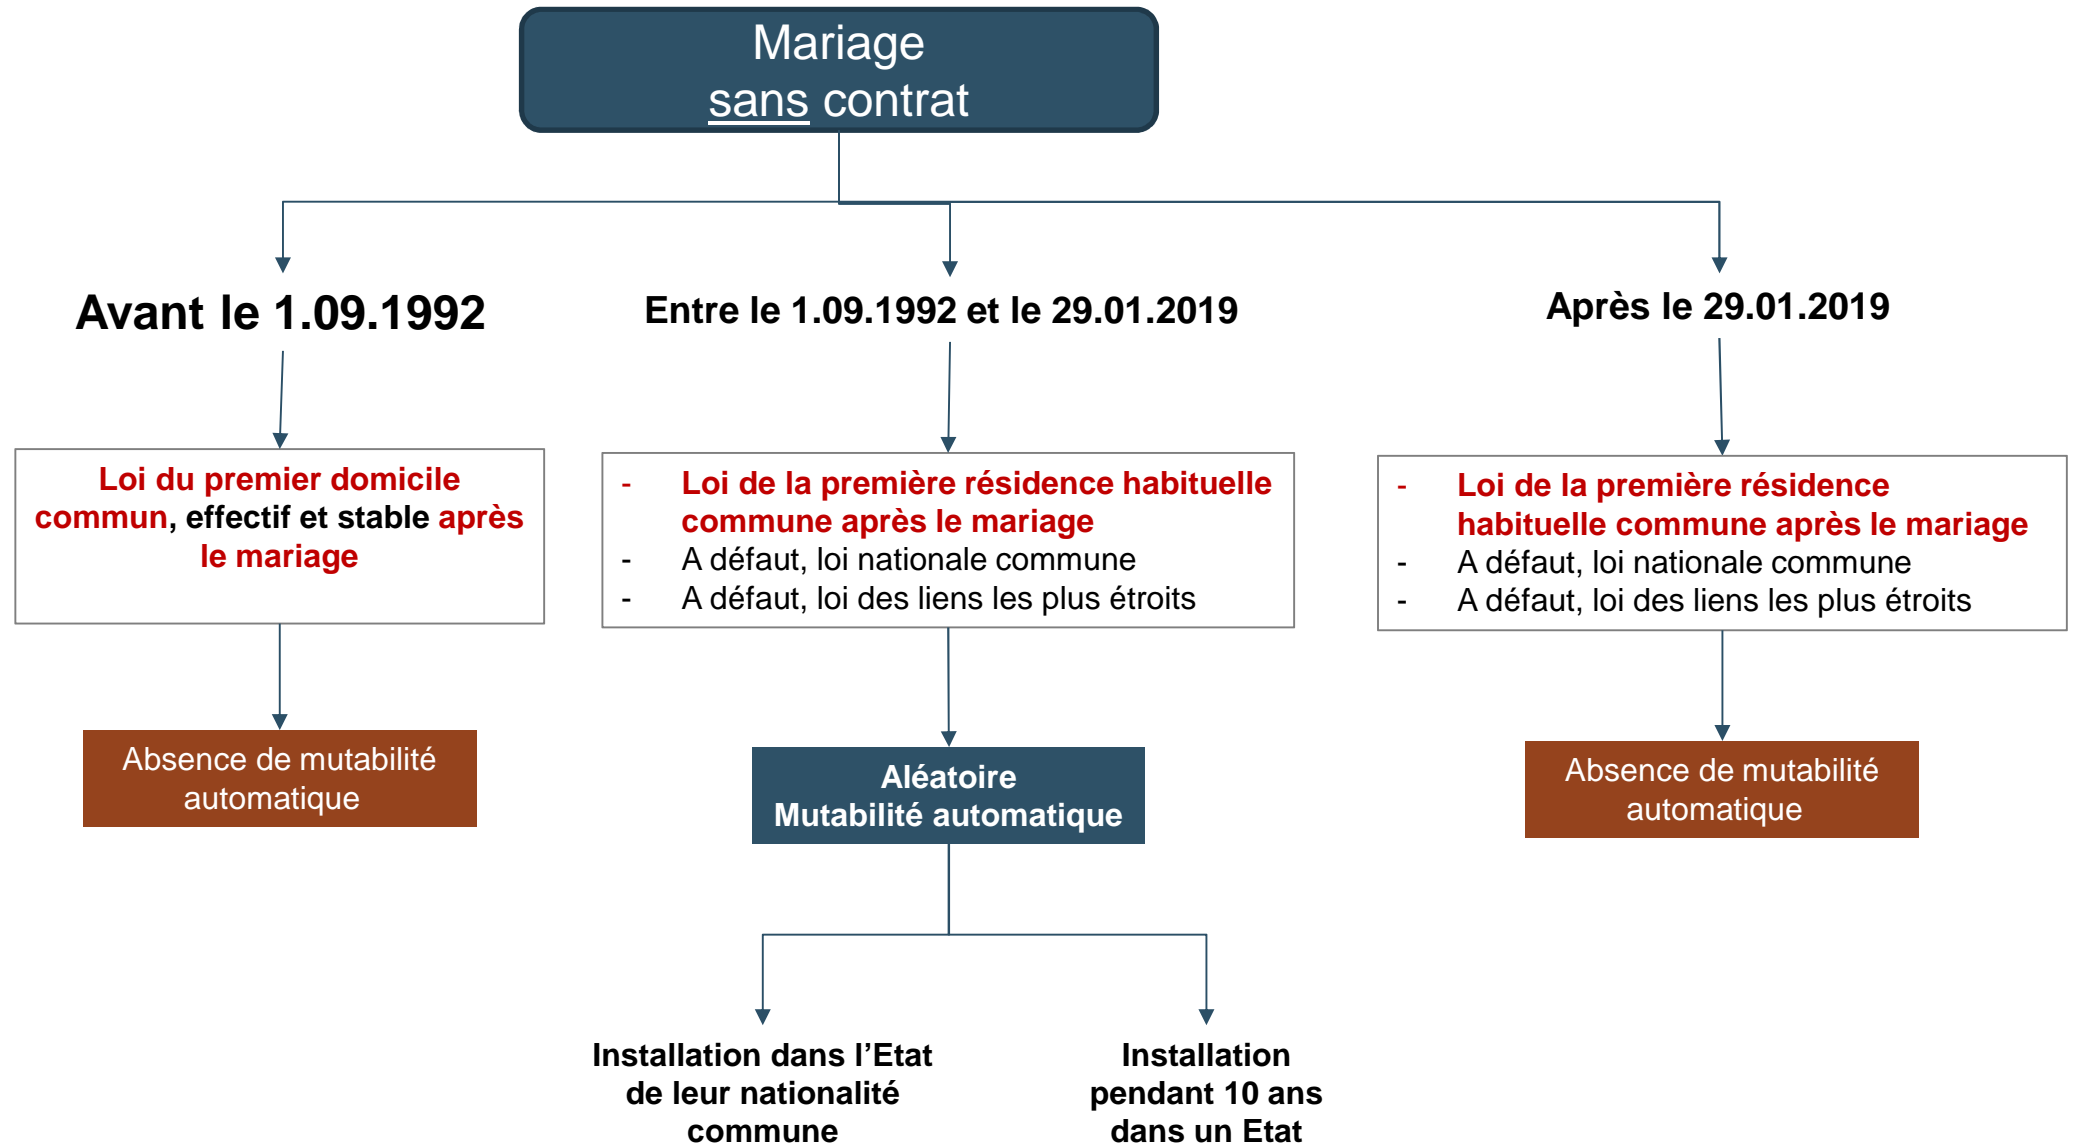 Mariage
sans contrat
Avant le 1.09.1992
Entre le 1.09.1992 et le 29.01.2019
Après le 29.01.2019
Loi du premier domicile
commun, effectif et stable après
le mariage
- Loi de la première résidence habituelle
commune après le mariage
- A défaut, loi nationale commune
- A défaut, loi des liens les plus étroits
- Loi de la première résidence
habituelle commune après le mariage
- A défaut, loi nationale commune
- A défaut, loi des liens les plus étroits
Absence de mutabilité
automatique
Aléatoire
Mutabilité automatique
Absence de mutabilité
automatique
Installation dans l’Etat
de leur nationalité
commune
Installation
pendant 10 ans
dans un Etat